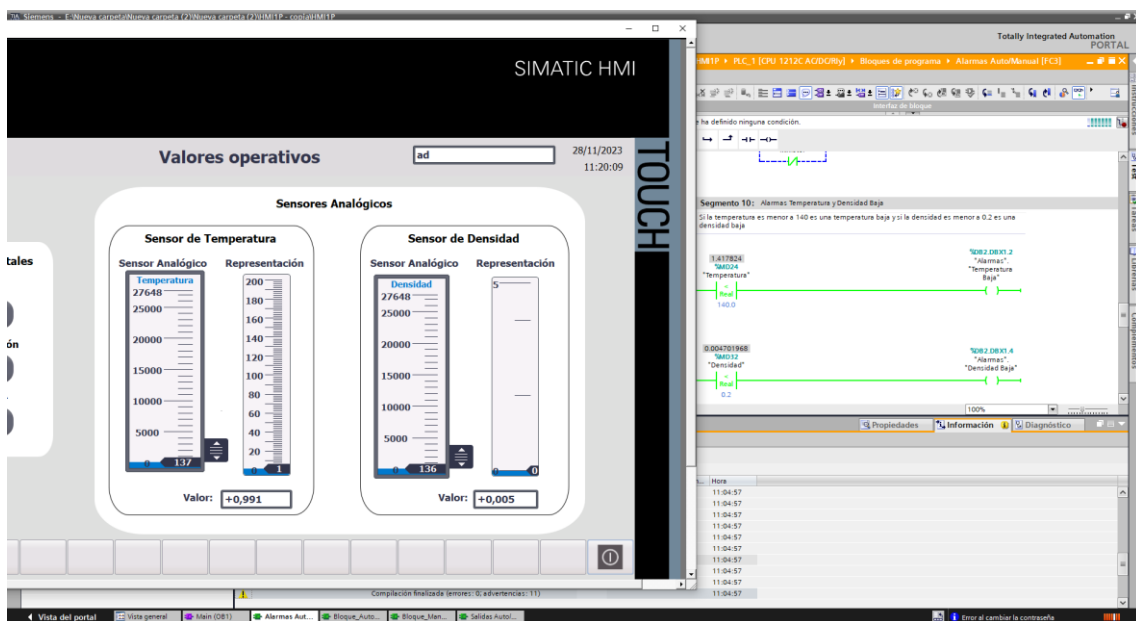 Siemens - E:\Nueva carpeta\Nueva carpeta (2)\Nueva carpeta (2)\HMI1P - copia\HMI1P
Totally Integrated Automation
PORTAL
HMI1P ▸ PLC_1 [CPU 1212C AC/DC/Rly] ▸ Bloques de programa ▸ Alarmas Auto/Manual [FC3]
Interfaz de bloque
ha definido ninguna condición.
SIMATIC HMI
TOUCH
Valores operativos
ad
28/11/2023
11:20:09
Sensores Analógicos
Sensor de Temperatura
Sensor Analógico
Representación
Temperatura
27648
25000
20000
15000
10000
5000
0
137
200
180
160
140
120
100
80
60
40
20
0
1
Valor:
+0,991
Sensor de Densidad
Sensor Analógico
Representación
Densidad
27648
25000
20000
15000
10000
5000
0
136
5
0
0
Valor:
+0,005
tales
ón
Segmento 10: Alarmas Temperatura y Densidad Baja
Si la temperatura es menor a 140 es una temperatura baja y si la densidad es menor a 0.2 es una
densidad baja
1.417824
%MD24
"Temperatura"
<
Real
140.0
%DB2.DBX1.2
"Alarmas".
"Temperatura
Baja"
0.004701968
%MD32
"Densidad"
<
Real
0.2
%DB2.DBX1.4
"Alarmas".
"Densidad Baja"
100%
Propiedades
Información
Diagnóstico
Hora
11:04:57
11:04:57
11:04:57
11:04:57
11:04:57
11:04:57
11:04:57
11:04:57
11:04:57
11:04:57
Compilación finalizada (errores: 0; advertencias: 11)
Instrucciones
Test
Tareas
Librerías
Complementos
Vista del portal
Vista general
Main (OB1)
Alarmas Aut...
Bloque_Auto...
Bloque_Man...
Salidas Autol...
Error al cambiar la contraseña